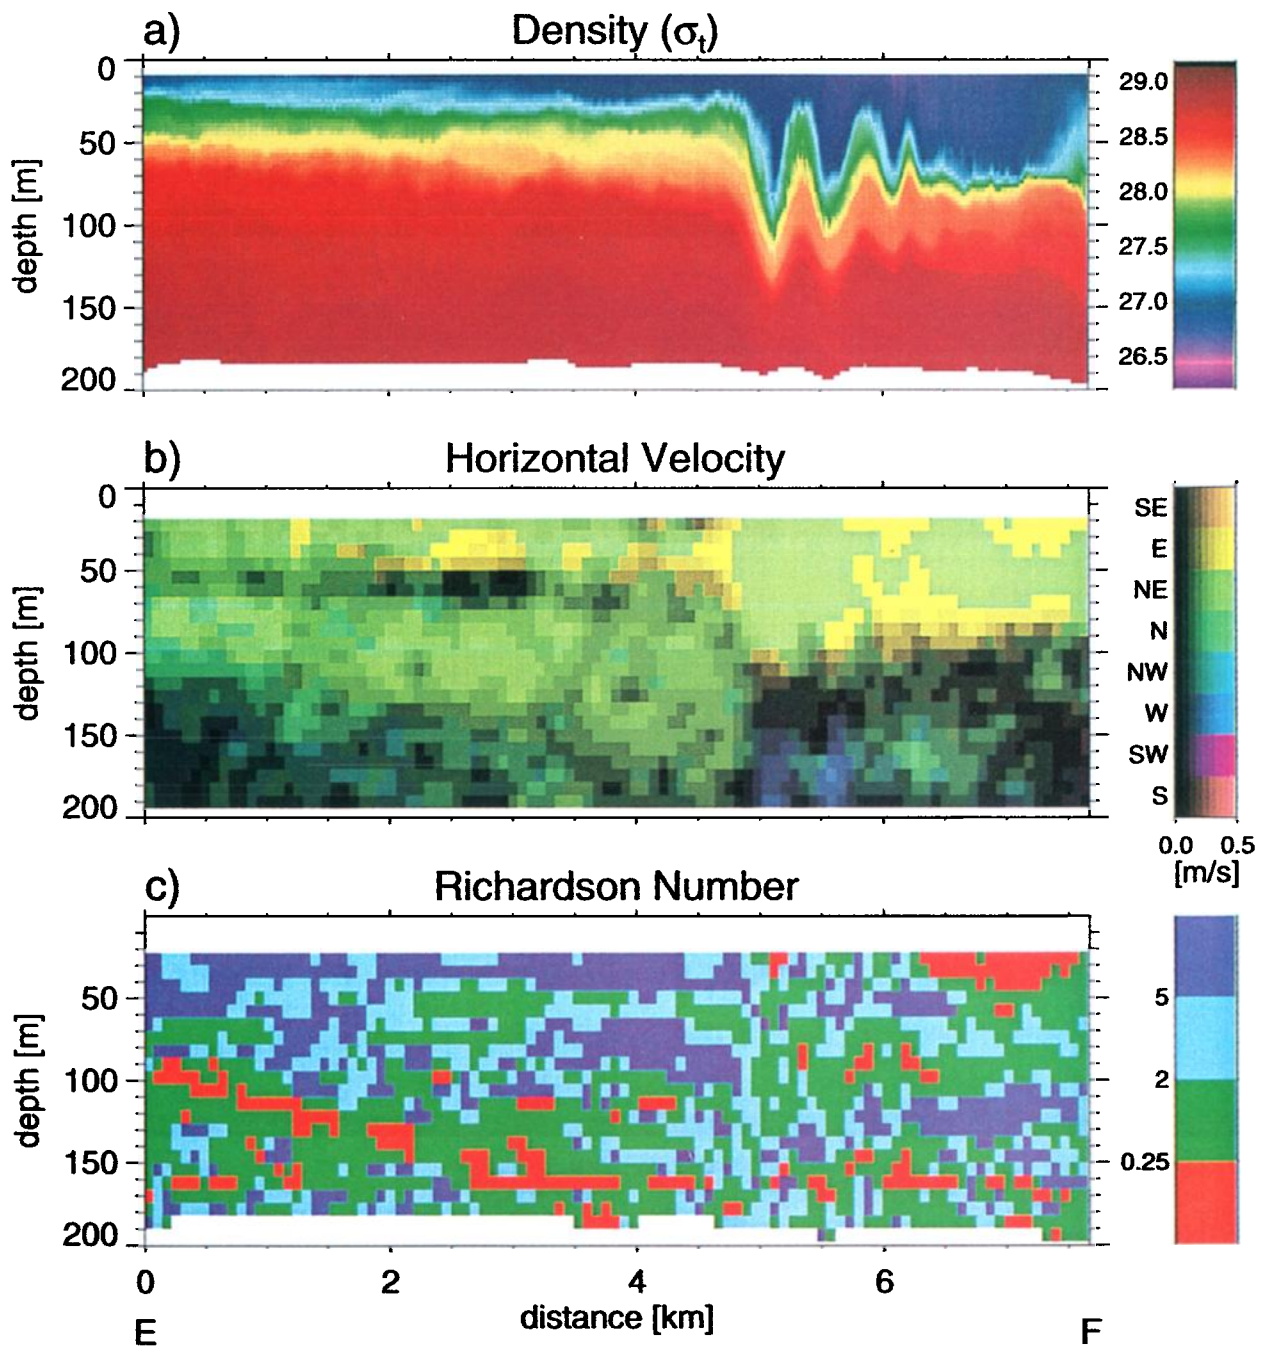 a) Density (σt)
0
50
100
150
200
depth [m]
29.0
28.5
28.0
27.5
27.0
26.5
b) Horizontal Velocity
0
50
100
150
200
depth [m]
SE
E
NE
N
NW
W
SW
S
0.0 0.5
[m/s]
c) Richardson Number
50
100
150
200
depth [m]
5
2
0.25
0 2 4 6
distance [km]
E F